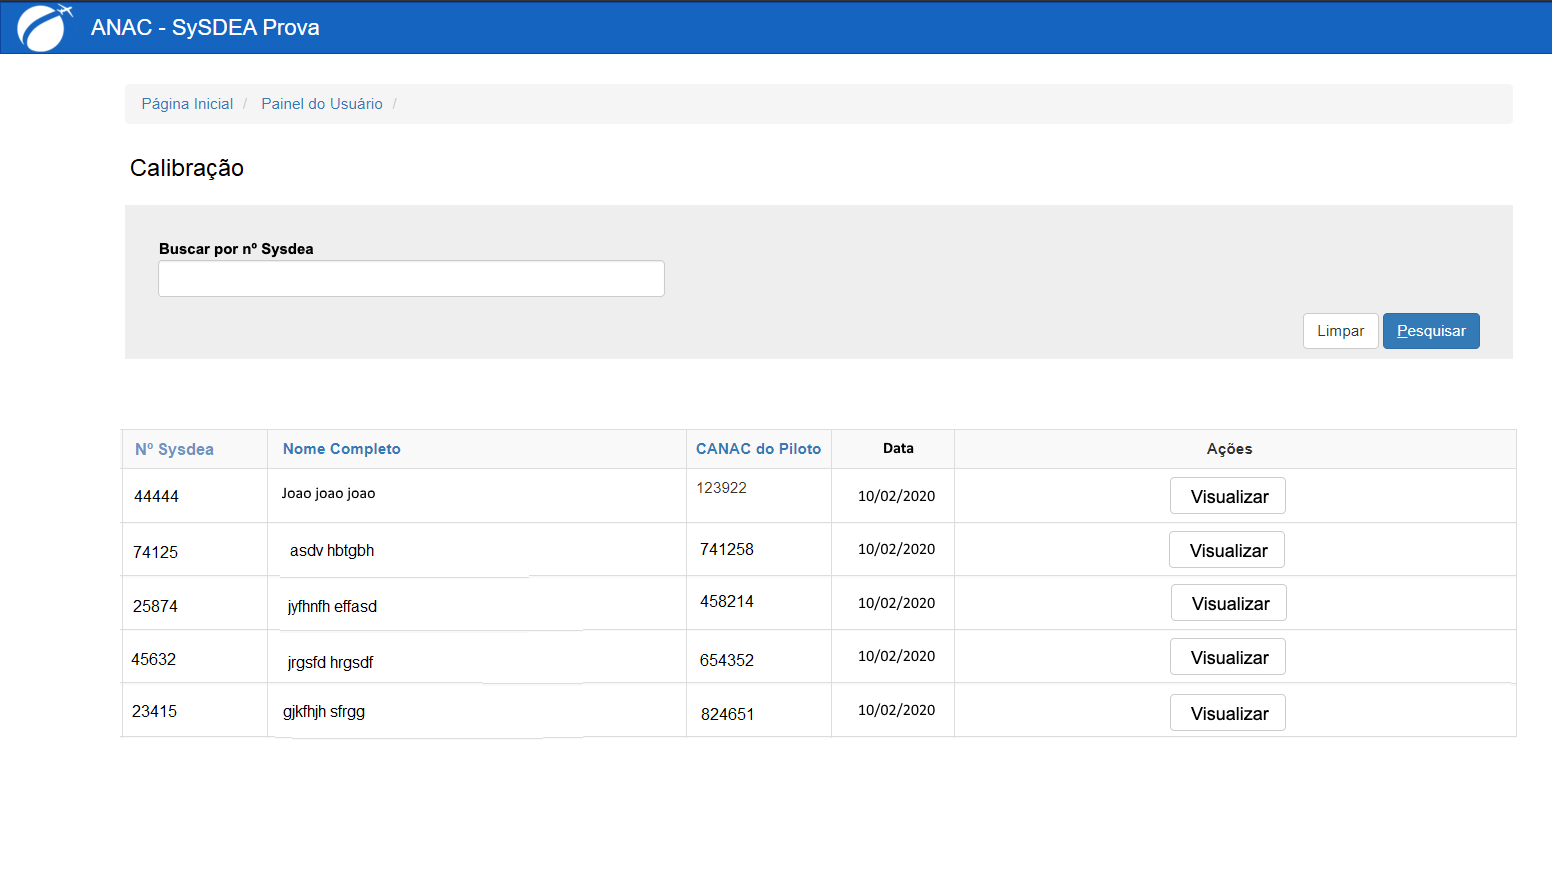 ANAC - SySDEA Prova
Página Inicial / Painel do Usuário /
Calibração
Buscar por nº Sysdea
Limpar Pesquisar
Nº Sysdea Nome Completo CANAC do Piloto Data Ações
44444 Joao joao joao 123922 10/02/2020 Visualizar
74125 asdv hbtgbh 741258 10/02/2020 Visualizar
25874 jyfhnfh effasd 458214 10/02/2020 Visualizar
45632 jrgsfd hrgsdf 654352 10/02/2020 Visualizar
23415 gjkfhjh sfrgg 824651 10/02/2020 Visualizar